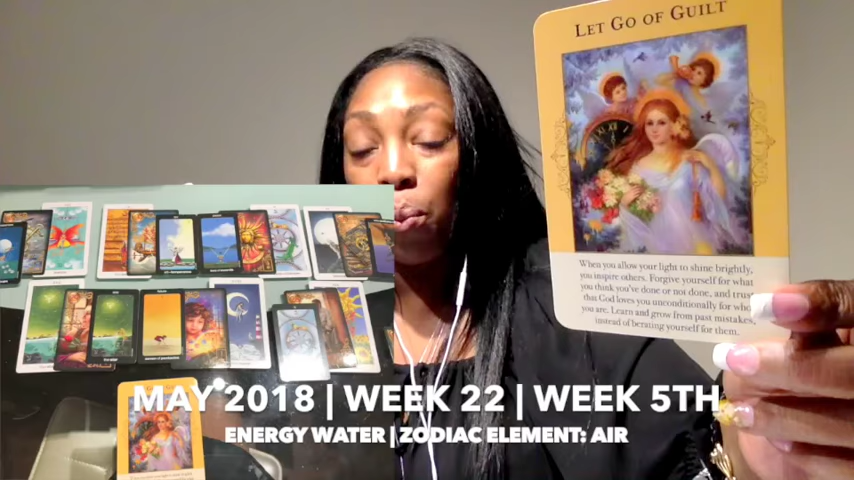 LET GO OF GUILT
When you allow your light to shine brightly,
you inspire others. Forgive yourself for what
you think you've done or not done, and trust
that God loves you unconditionally for who
you are. Learn and grow from past mistakes,
instead of berating yourself for them.
MAY 2018 | WEEK 22 | WEEK 5TH
ENERGY WATER | ZODIAC ELEMENT: AIR